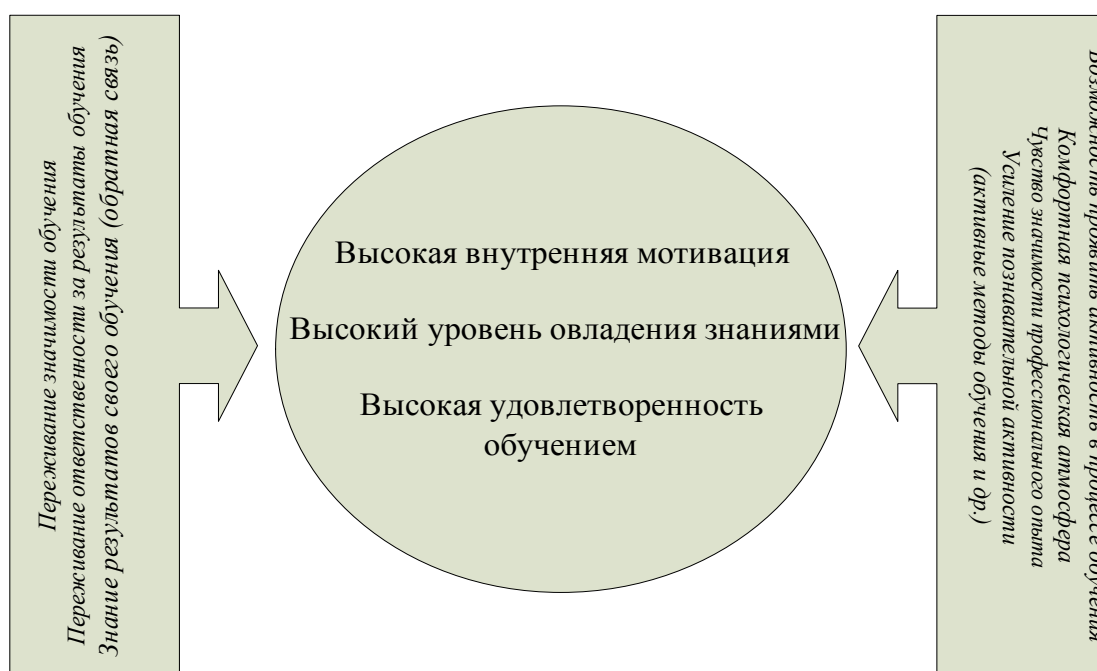 Переживание значимости обучения
Переживание ответственности за результаты обучения
Знание результатов своего обучения (обратная связь)
Высокая внутренняя мотивация
Высокий уровень овладения знаниями
Высокая удовлетворенность
обучением
Возможность проявить активность в процессе обучения
Комфортная психологическая атмосфера
Чувство значимости профессионального опыта
Усиление познавательной активности
(активные методы обучения и др.)